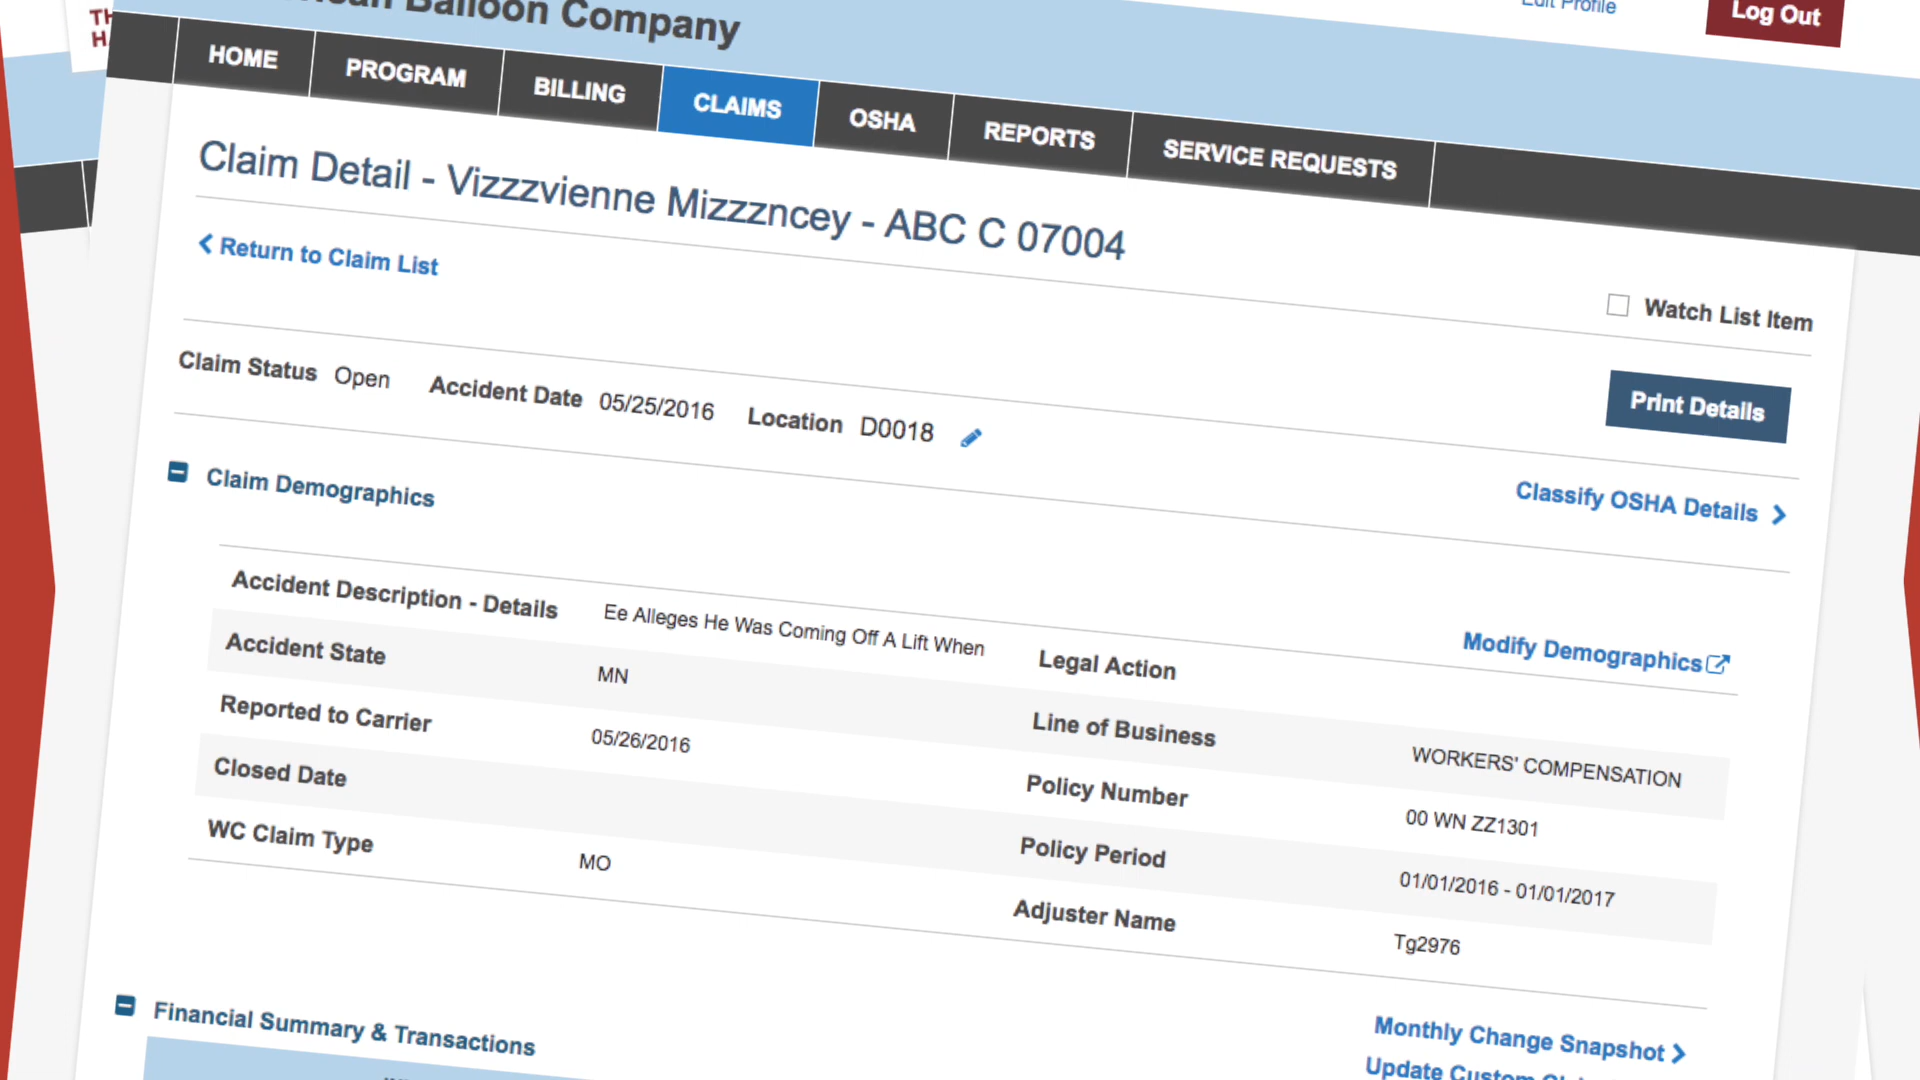 Balloon Company
Edit Profile
Log Out
HOME
PROGRAM
BILLING
CLAIMS
OSHA
REPORTS
SERVICE REQUESTS
Claim Detail - Vizzzvienne Mizzzncey - ABC C 07004
Return to Claim List
Watch List Item
Print Details
Claim Status Open Accident Date 05/25/2016 Location D0018
Classify OSHA Details
Claim Demographics
Modify Demographics
Accident Description - Details Ee Alleges He Was Coming Off A Lift When Legal Action
Accident State MN Line of Business WORKERS' COMPENSATION
Reported to Carrier 05/26/2016 Policy Number 00 WN ZZ1301
Closed Date Policy Period 01/01/2016 - 01/01/2017
WC Claim Type MO Adjuster Name Tg2976
Financial Summary & Transactions
Monthly Change Snapshot
Update Custom